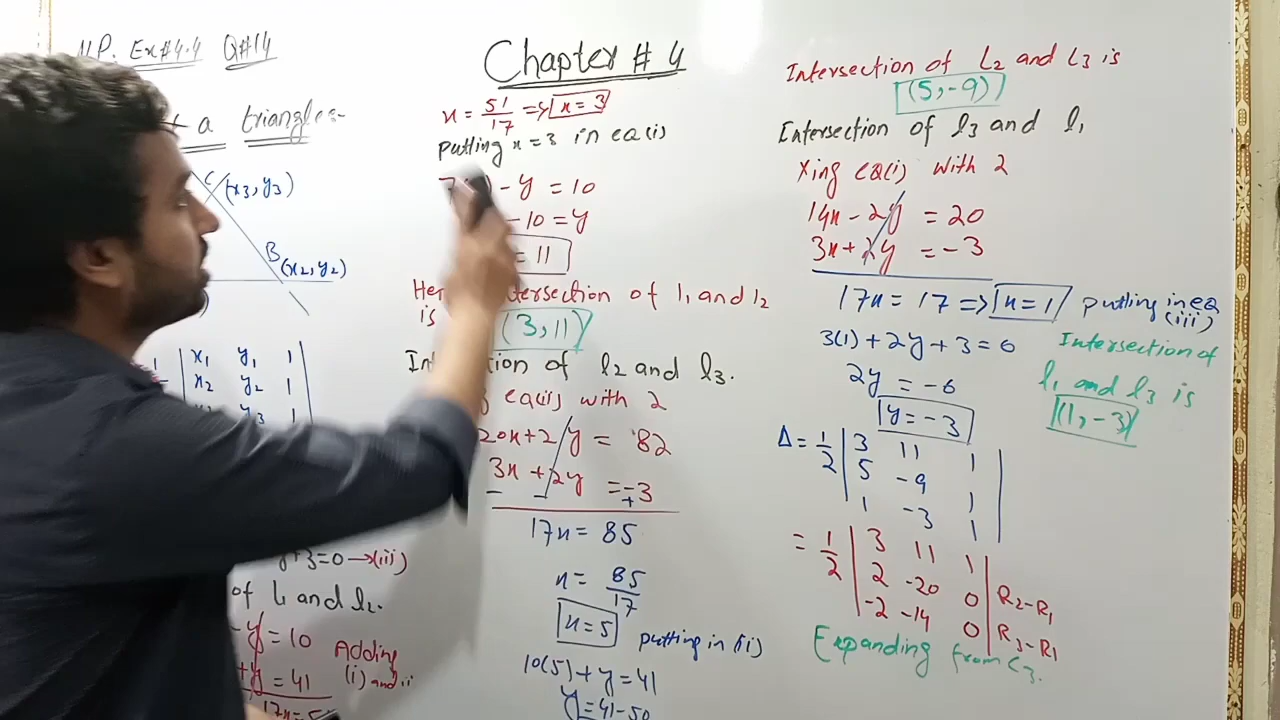 M.P. Ex#4.4 Q#14
a triangle:-
C (x3, y3)
B (x2, y2)
x1 y1 1
x2 y2 1
y3 1
y+3=0 →(iii)
of l1 and l2.
-y = 10 Adding
+y = 41 (i) and ii
17x = 5
Chapter # 4
x = 51/17 => x = 3
putting x = 3 in eq(i)
7 - y = 10
- 10 = y
= 11
intersection of l1 and l2
is (3, 11)
of l2 and l3.
eq(ii) with 2
20x + 2y = 82
3x + 2y = -3
- - +
17x = 85
x = 85/17
x = 5 putting in (ii)
10(5) + y = 41
y = 41-50
Intersection of L2 and L3 is
(5, -9)
Intersection of l3 and l1
Xing eq(i) with 2
14x - 2y = 20
3x + 2y = -3
17x = 17 => x = 1 putting in eq (iii)
3(1) + 2y + 3 = 0
2y = -6
y = -3
Intersection of
l1 and l3 is
(1, -3)
Δ = 1/2 | 3 11 1 |
5 -9 1
1 -3 1
= 1/2 | 3 11 1 |
2 -20 0 R2-R1
-2 -14 0 R3-R1
Expanding from C3.